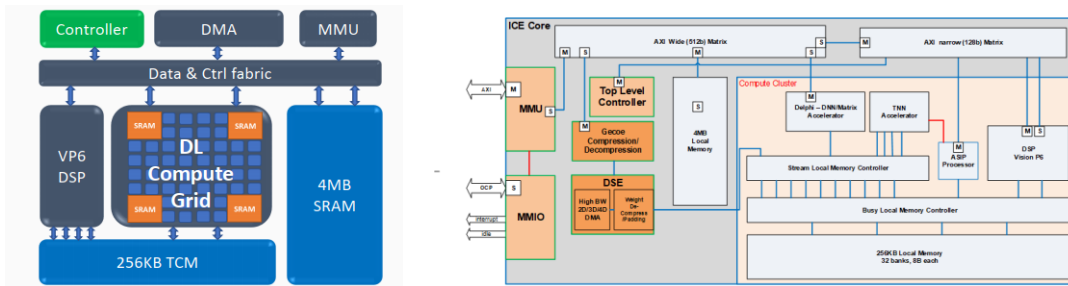 Controller
DMA
MMU
Data & Ctrl fabric
VP6
DSP
SRAM
SRAM
DL
Compute
Grid
SRAM
SRAM
4MB
SRAM
256KB TCM
ICE Core
AXI Wide (512b) Matrix
AXI narrow (128b) Matrix
M
S
M
S
S
M
AXI
M
MMU
S
M
Top Level
Controller
M
Gecoe
Compression/
Decompression
S
4MB
Local
Memory
Compute Cluster
M
Delphi – DNN/Matrix
Accelerator
TNN
Accelerator
M
S
DSP
Vision P6
M
ASIP
Processor
Stream Local Memory Controller
OCP
S
MMIO
Interrupt
Idle
DSE
High BW
2D/3D/4D
DMA
Weight
De-
Compress
/Padding
Busy Local Memory Controller
256KB Local Memory
32 banks, 8B each